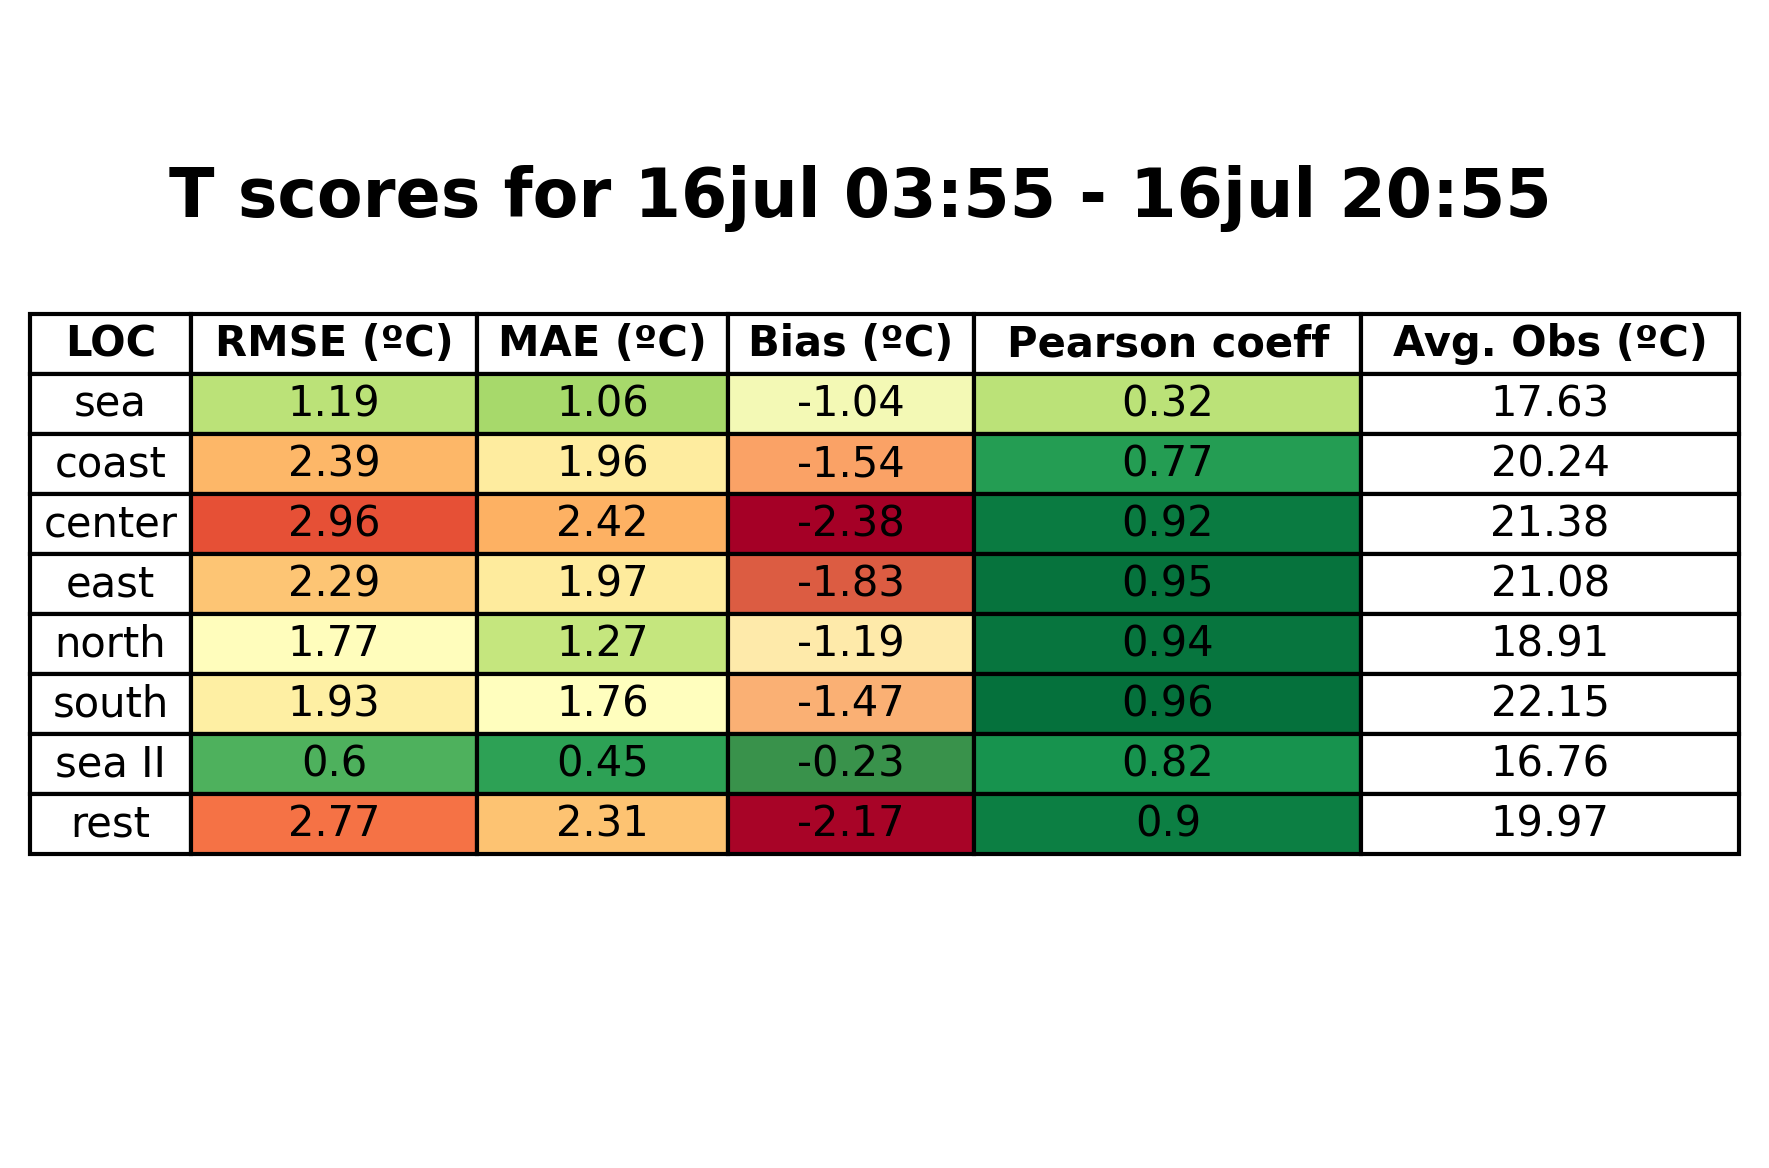 T scores for 16jul 03:55 - 16jul 20:55
LOC RMSE (ºC) MAE (ºC) Bias (ºC) Pearson coeff Avg. Obs (ºC)
sea 1.19 1.06 -1.04 0.32 17.63
coast 2.39 1.96 -1.54 0.77 20.24
center 2.96 2.42 -2.38 0.92 21.38
east 2.29 1.97 -1.83 0.95 21.08
north 1.77 1.27 -1.19 0.94 18.91
south 1.93 1.76 -1.47 0.96 22.15
sea II 0.6 0.45 -0.23 0.82 16.76
rest 2.77 2.31 -2.17 0.9 19.97